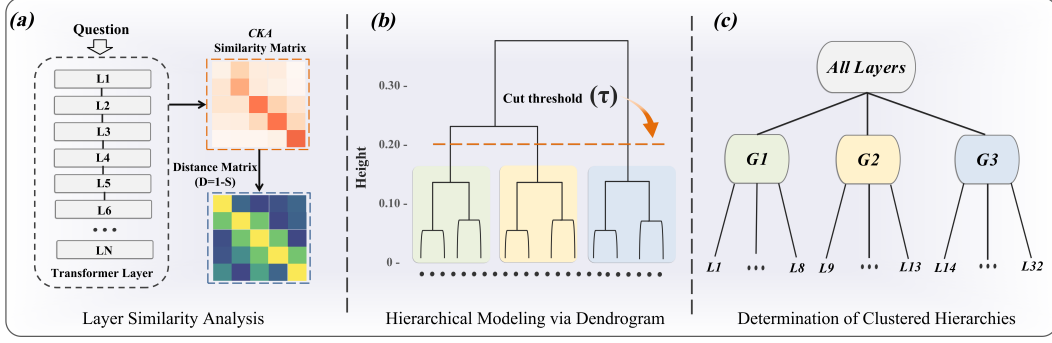 (a)
Question
L1
L2
L3
L4
L5
L6
LN
Transformer Layer
CKA
Similarity Matrix
Distance Matrix
(D=1-S)
Layer Similarity Analysis
(b)
Height
0.30 -
0.20 -
0.10 -
0 -
Cut threshold (τ)
Hierarchical Modeling via Dendrogram
(c)
All Layers
G1 G2 G3
L1 ... L8 L9 ... L13 L14 ... L32
Determination of Clustered Hierarchies